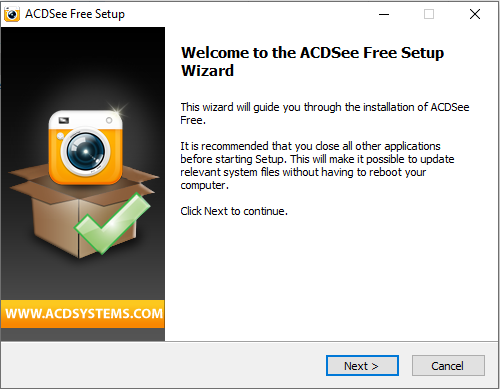 ACDSee Free Setup
Welcome to the ACDSee Free Setup
Wizard
This wizard will guide you through the installation of ACDSee
Free.
It is recommended that you close all other applications
before starting Setup. This will make it possible to update
relevant system files without having to reboot your
computer.
Click Next to continue.
WWW.ACDSYSTEMS.COM
Next >
Cancel